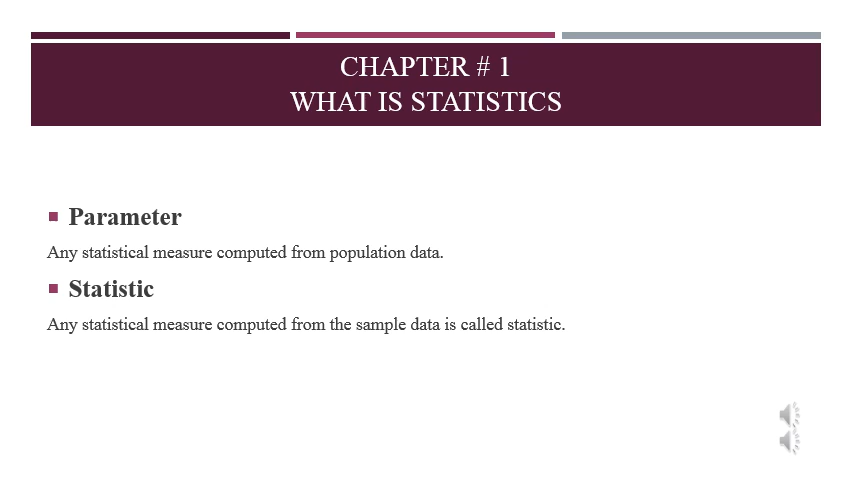 CHAPTER # 1
WHAT IS STATISTICS
Parameter
Any statistical measure computed from population data.
Statistic
Any statistical measure computed from the sample data is called statistic.